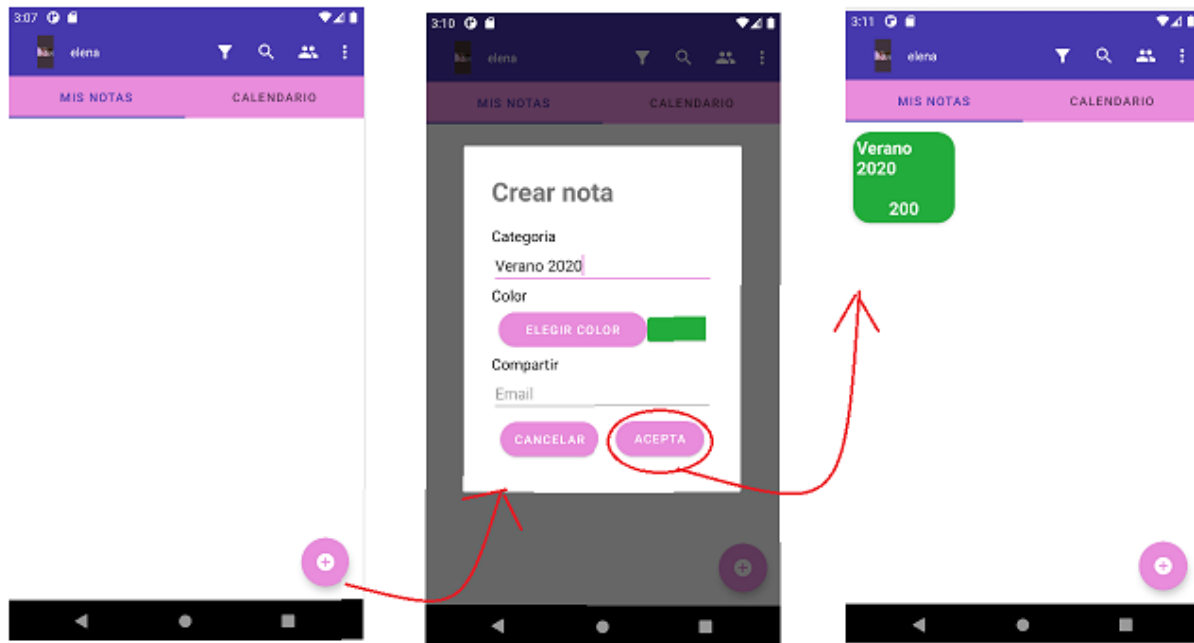 3:07
elena
MIS NOTAS CALENDARIO
3:10
elena
MIS NOTAS CALENDARIO
Crear nota
Categoria
Verano 2020
Color
ELEGIR COLOR
Compartir
Email
CANCELAR ACEPTA
3:11
elena
MIS NOTAS CALENDARIO
Verano
2020
200